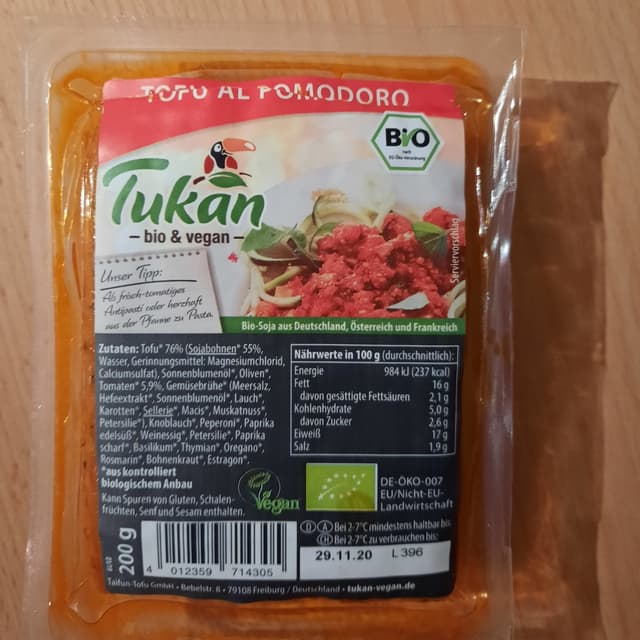 TOFU AL POMODORO
BiO
nach
EG-Öko-Verordnung
Tukan
– bio & vegan –
Unser Tipp:
Als frisch-tomatiges
Antipasti oder herzhaft
aus der Pfanne zu Pasta.
Serviervorschlag
Bio-Soja aus Deutschland, Österreich und Frankreich
Zutaten: Tofu* 76% (Sojabohnen* 55%,
Wasser, Gerinnungsmittel: Magnesiumchlorid,
Calciumsulfat), Sonnenblumenöl*, Oliven*,
Tomaten* 5,9%, Gemüsebrühe* (Meersalz,
Hefeextrakt*, Sonnenblumenöl*, Lauch*,
Karotten*, Sellerie*, Macis*, Muskatnuss*,
Petersilie*), Knoblauch*, Peperoni*, Paprika
edelsüß*, Weinessig*, Petersilie*, Paprika
scharf*, Basilikum*, Thymian*, Oregano*,
Rosmarin*, Bohnenkraut*, Estragon*.
*aus kontrolliert
biologischem Anbau
Kann Spuren von Gluten, Schalen-
früchten, Senf und Sesam enthalten.
Nährwerte in 100 g (durchschnittlich):
Energie 984 kJ (237 kcal)
Fett 16 g
davon gesättigte Fettsäuren 2,1 g
Kohlenhydrate 5,0 g
davon Zucker 2,6 g
Eiweiß 17 g
Salz 1,9 g
Vegan
DE-ÖKO-007
EU/Nicht-EU-
Landwirtschaft
D A Bei 2-7°C mindestens haltbar bis:
CH Bei 2-7°C zu verbrauchen bis:
29.11.20 L 396
200 g
4 012359 714305
Taifun-Tofu GmbH • Bebelstr. 8 • 79108 Freiburg / Deutschland • tukan-vegan.de